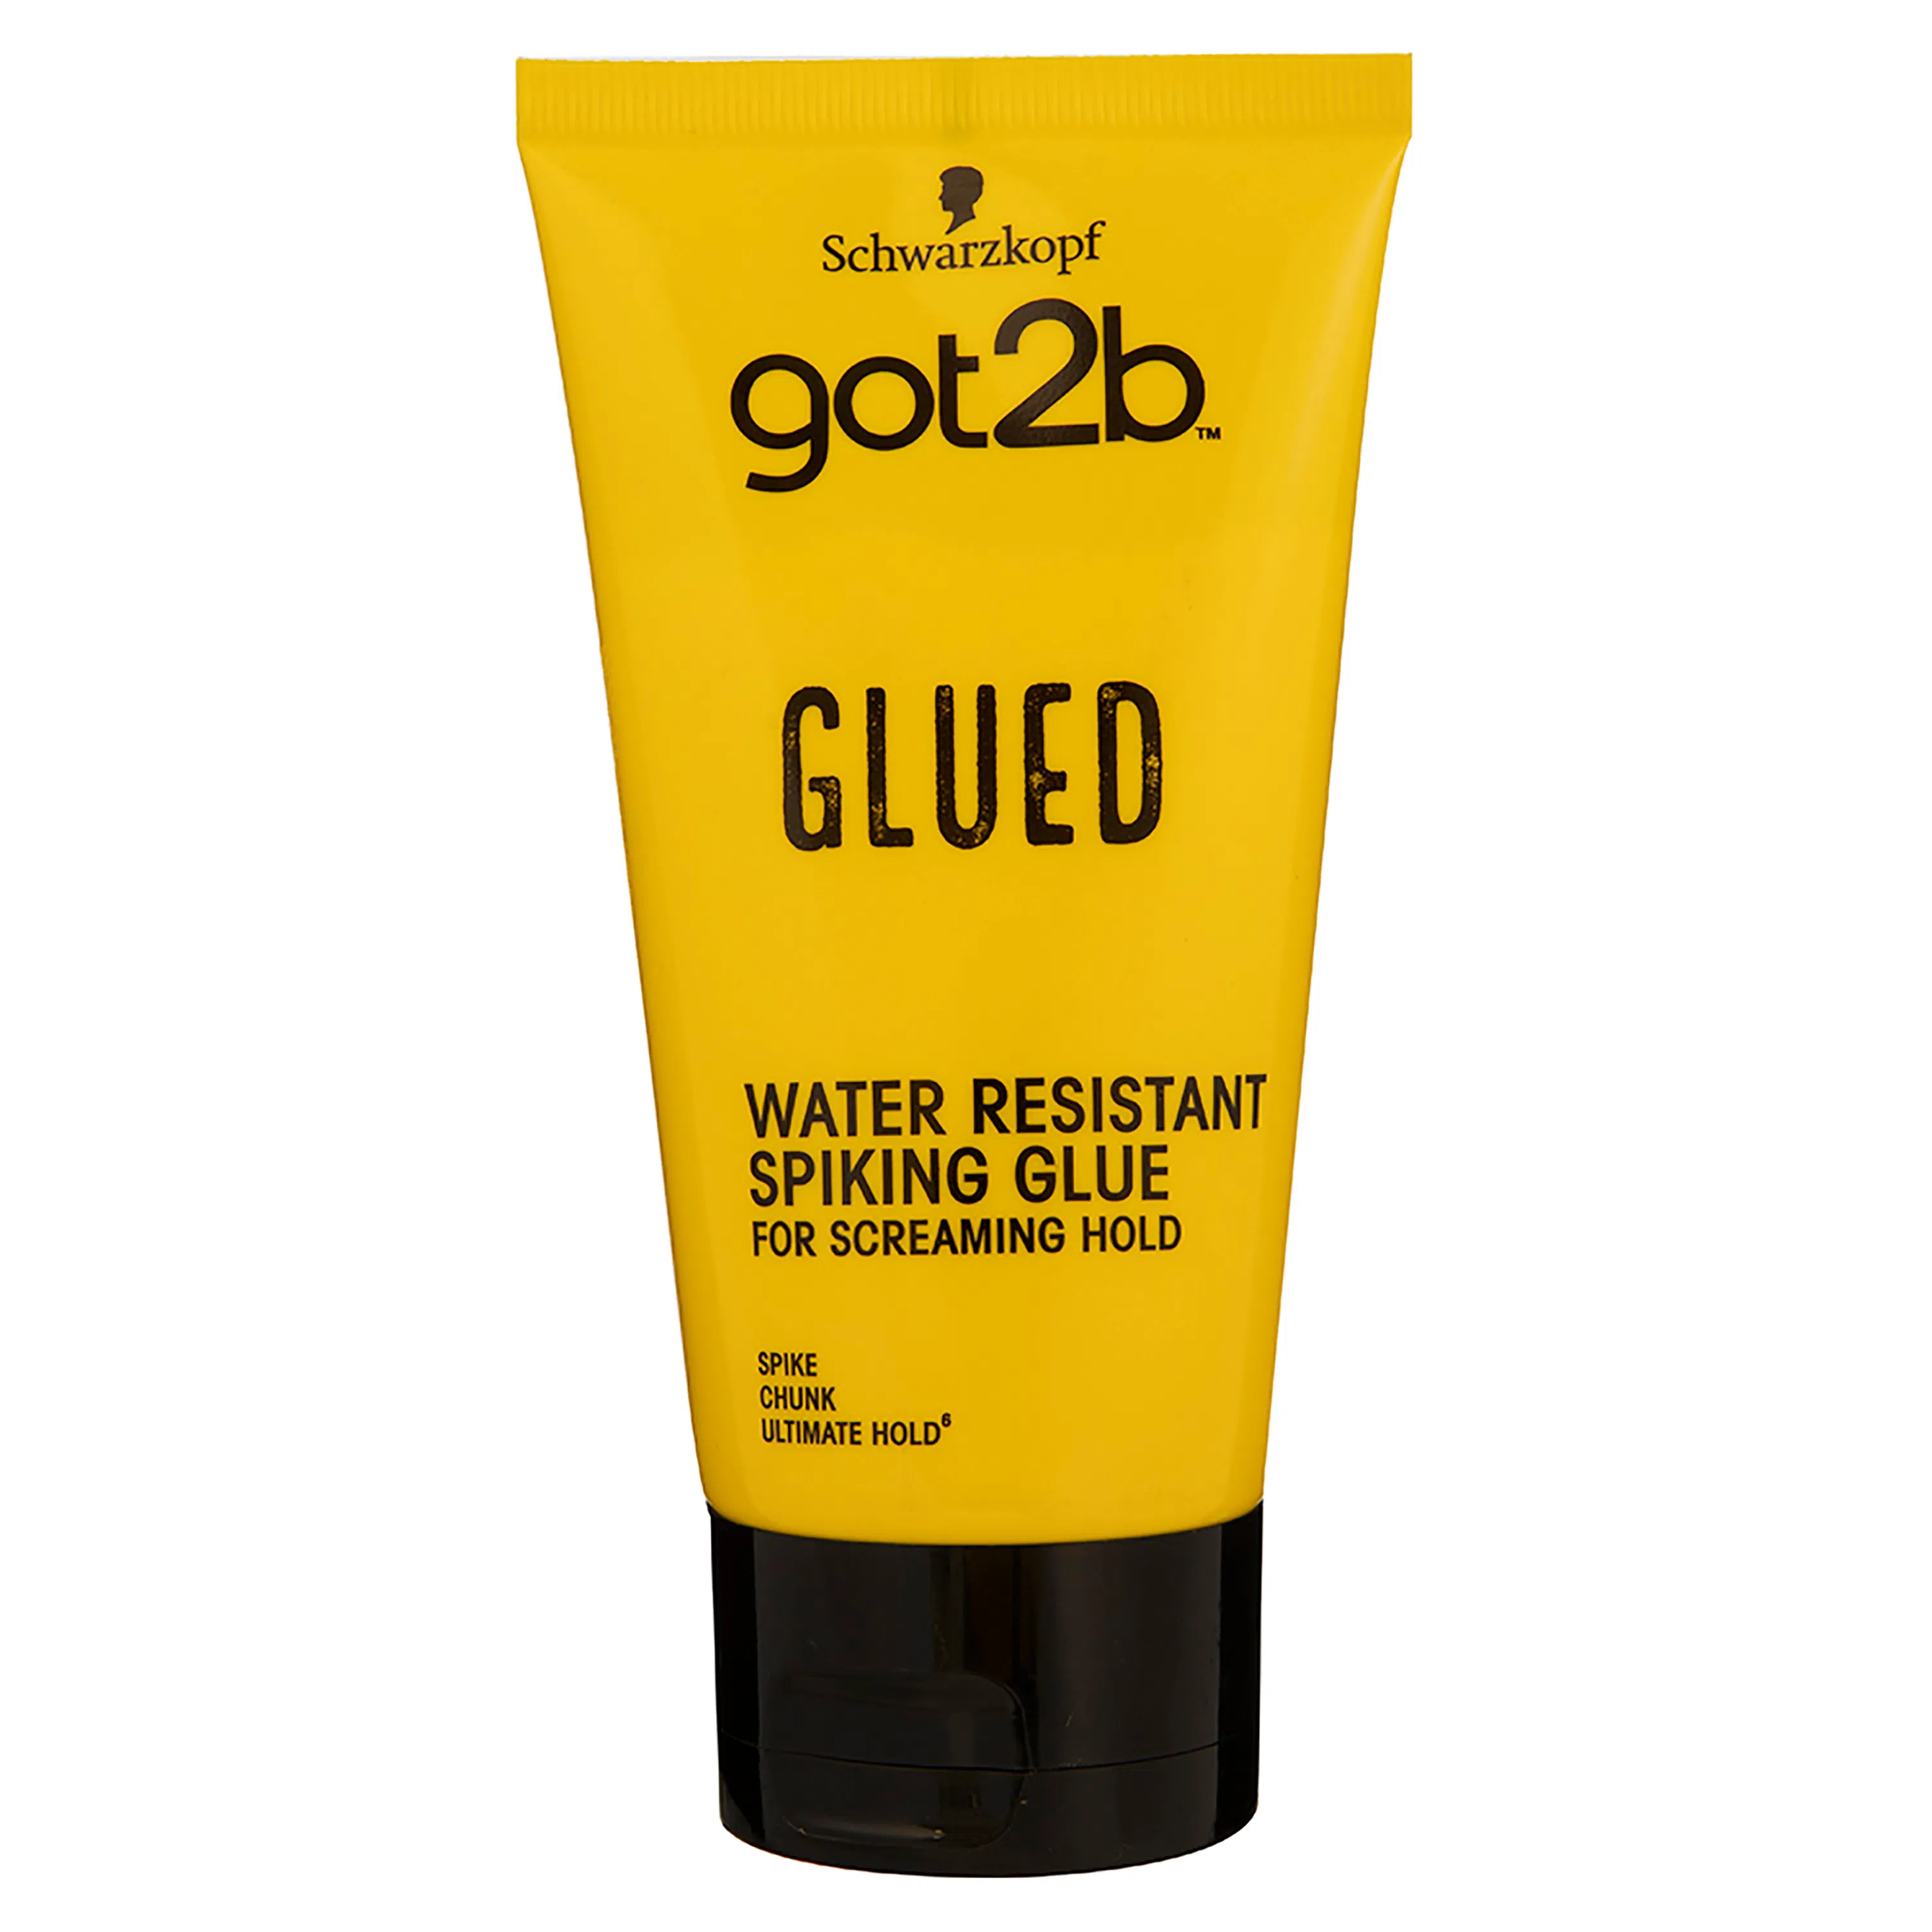 Schwarzkopf
got2b™
GLUED
WATER RESISTANT
SPIKING GLUE
FOR SCREAMING HOLD
SPIKE
CHUNK
ULTIMATE HOLD⁶